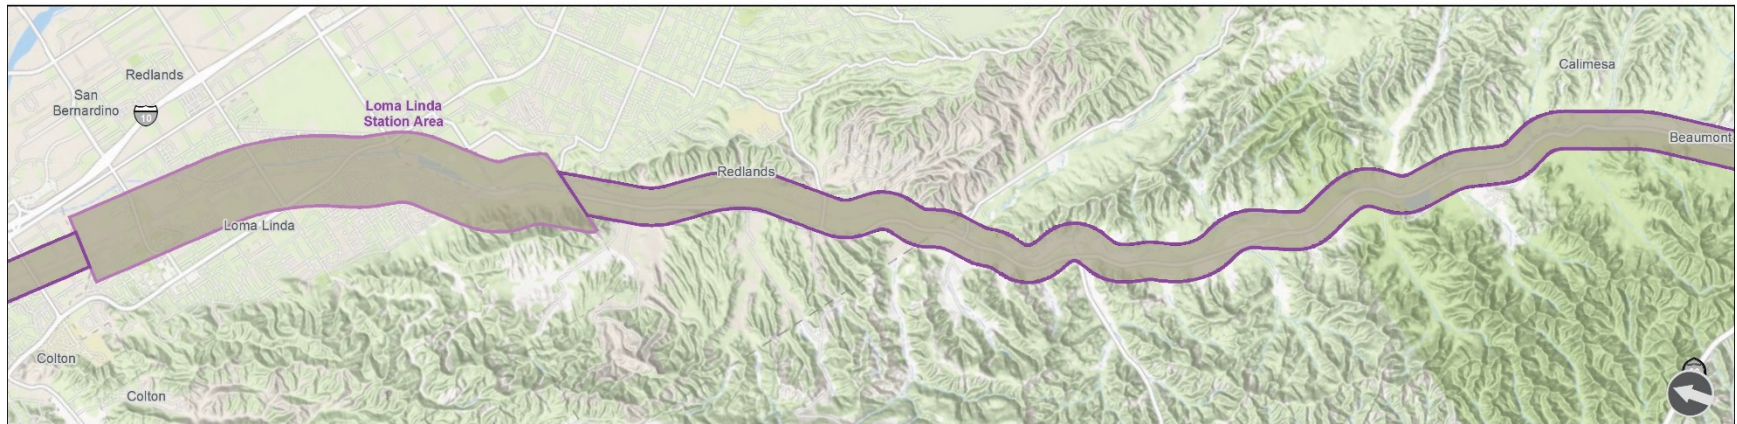 Redlands
San
Bernardino
10
Loma Linda
Station Area
Loma Linda
Colton
Colton
Redlands
Calimesa
Beaumont